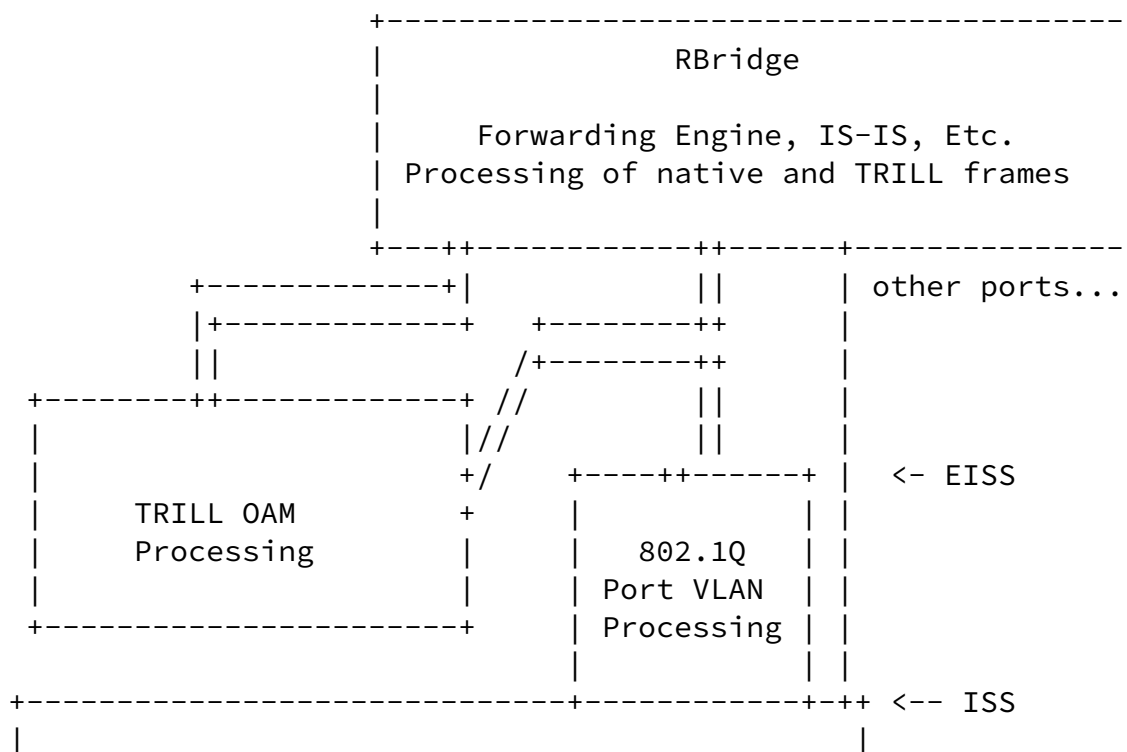 RBridge
Forwarding Engine, IS-IS, Etc.
Processing of native and TRILL frames
other ports...
<- EISS
TRILL OAM
Processing
802.1Q
Port VLAN
Processing
<-- ISS